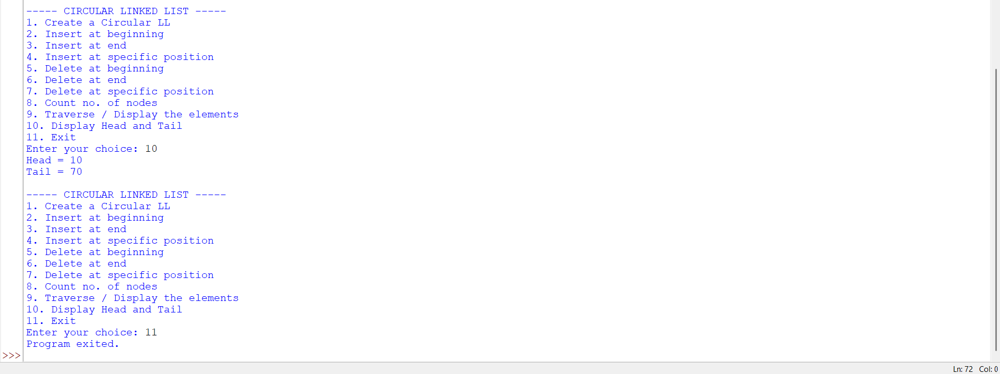 ----- CIRCULAR LINKED LIST -----
1. Create a Circular LL
2. Insert at beginning
3. Insert at end
4. Insert at specific position
5. Delete at beginning
6. Delete at end
7. Delete at specific position
8. Count no. of nodes
9. Traverse / Display the elements
10. Display Head and Tail
11. Exit
Enter your choice: 10
Head = 10
Tail = 70

----- CIRCULAR LINKED LIST -----
1. Create a Circular LL
2. Insert at beginning
3. Insert at end
4. Insert at specific position
5. Delete at beginning
6. Delete at end
7. Delete at specific position
8. Count no. of nodes
9. Traverse / Display the elements
10. Display Head and Tail
11. Exit
Enter your choice: 11
Program exited.
>>>
Ln: 72 Col: 0